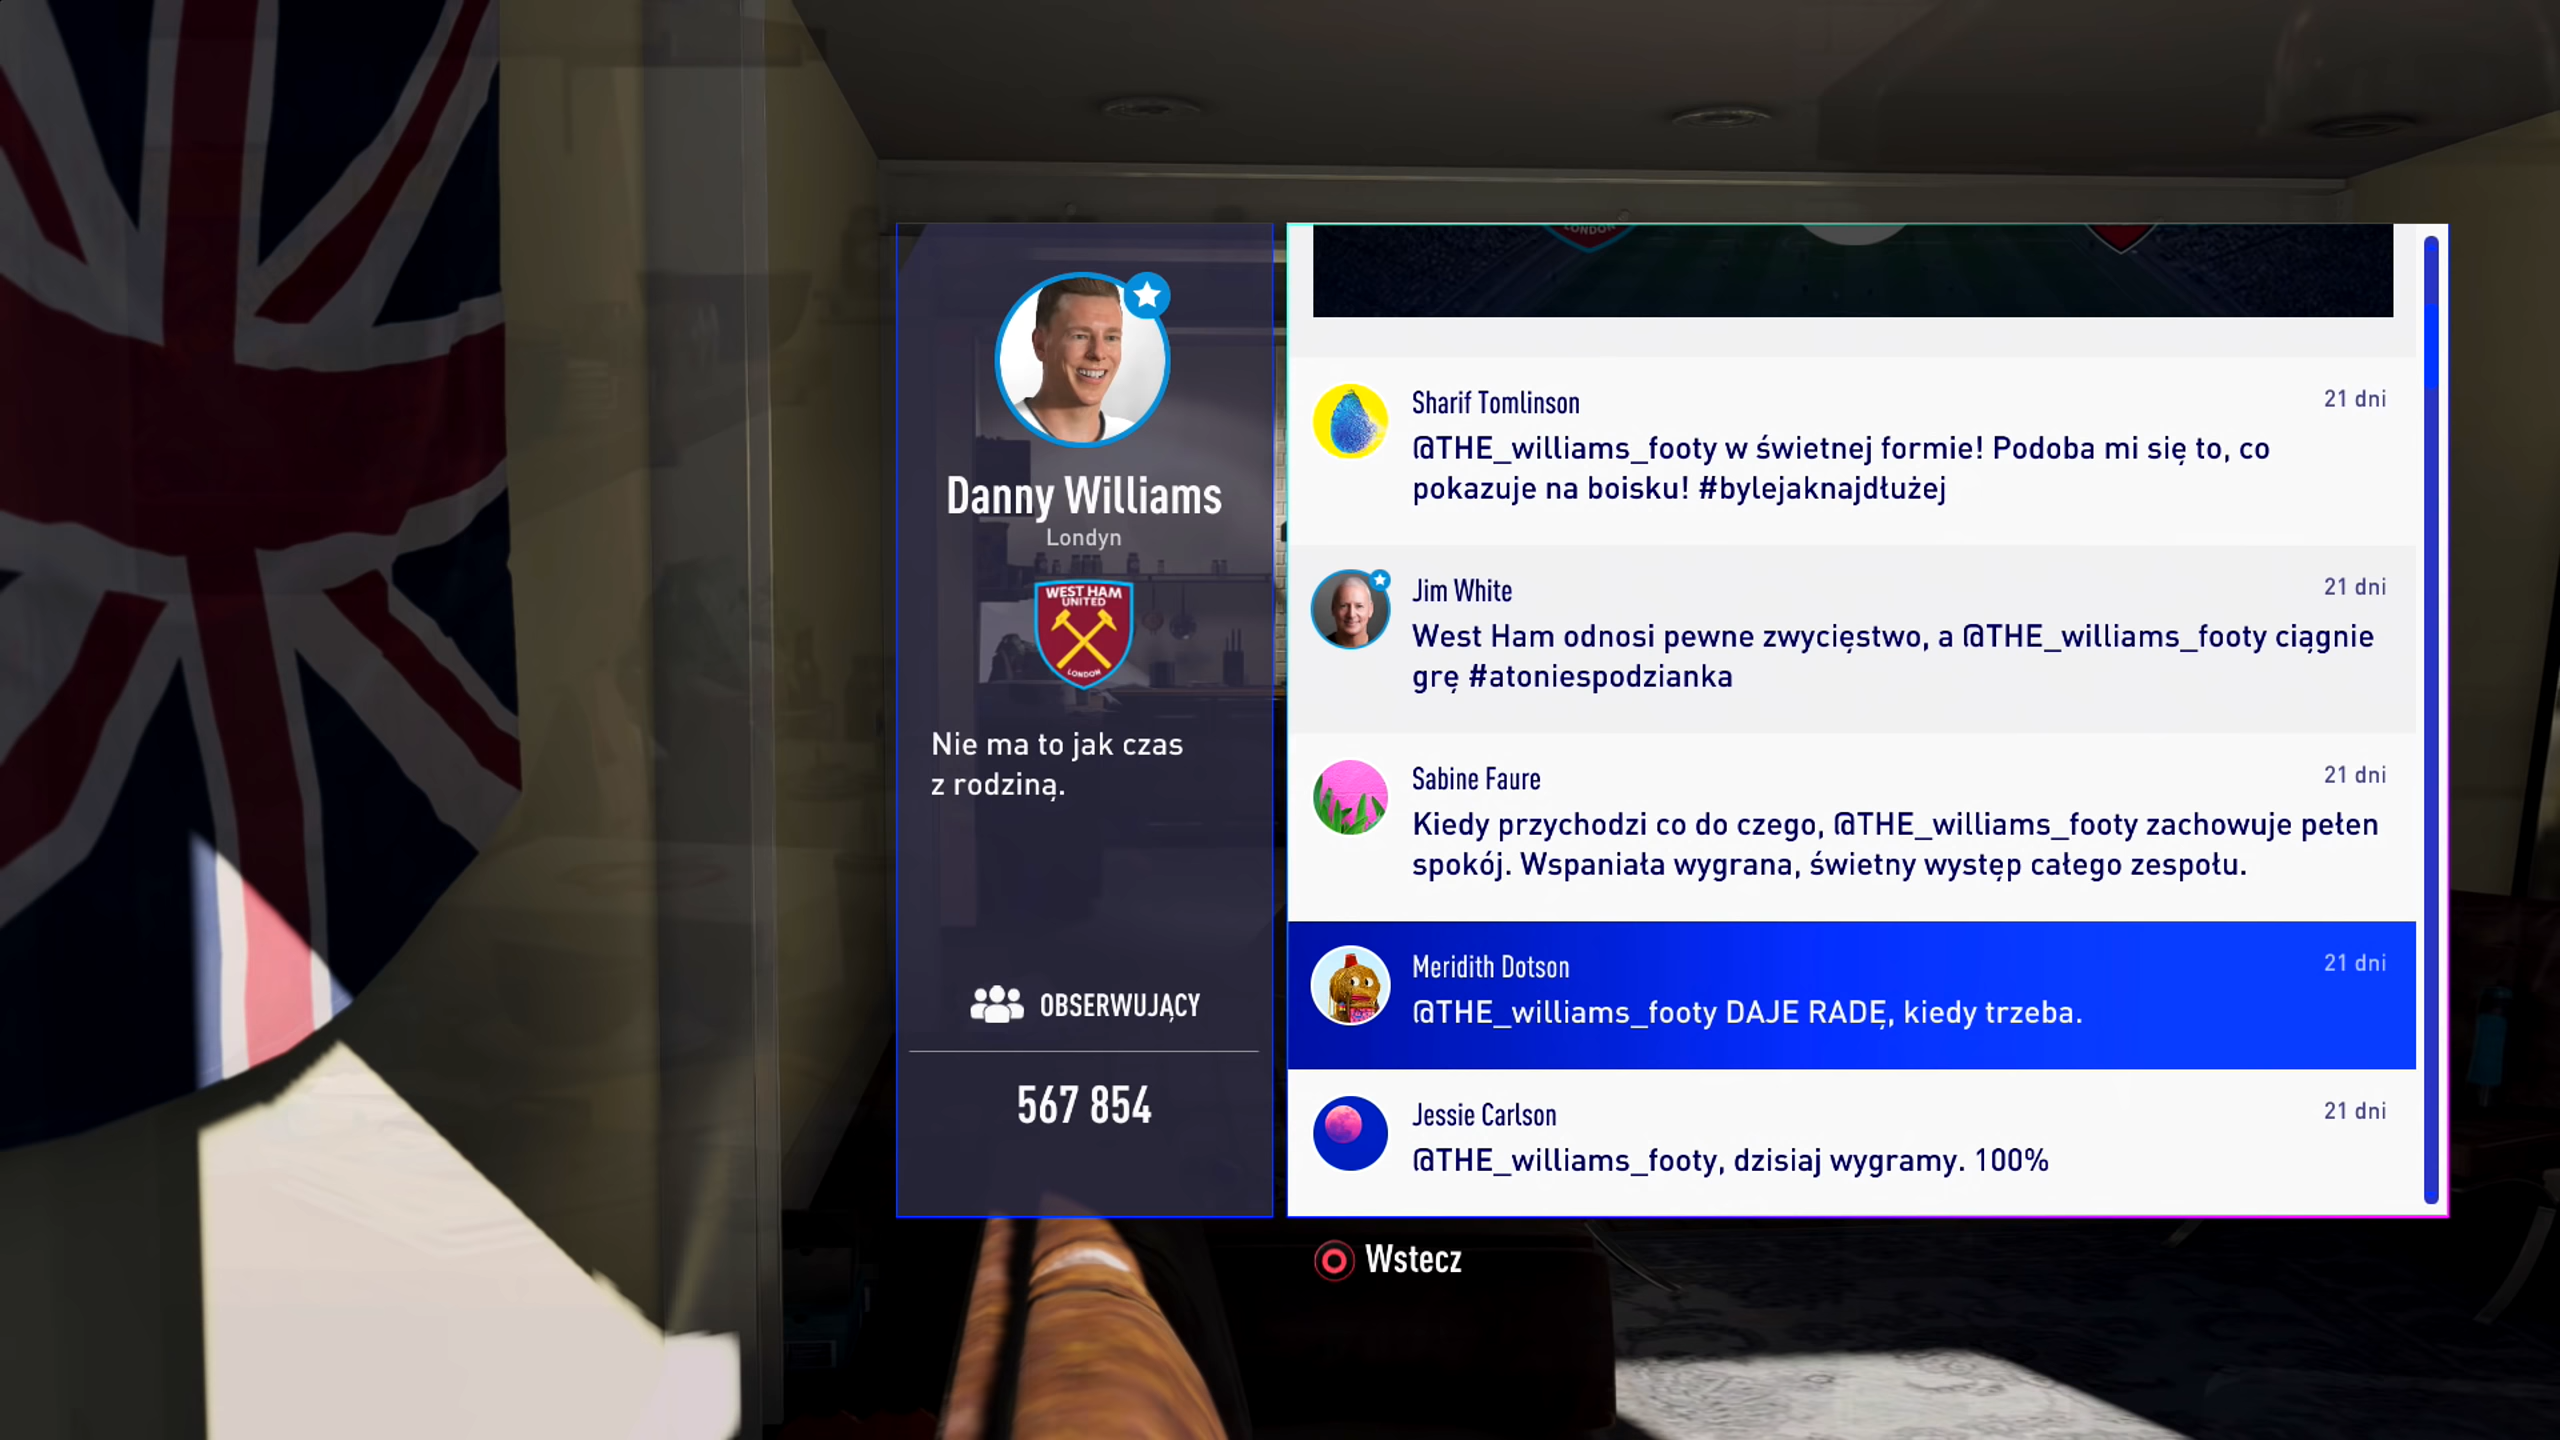 LONDON
Danny Williams
Londyn
WEST HAM
UNITED
LONDON
Nie ma to jak czas
z rodziną.
OBSERWUJĄCY
567 854
Sharif Tomlinson
21 dni
@THE_williams_footy w świetnej formie! Podoba mi się to, co
pokazuje na boisku! #bylejaknajdłużej
Jim White
21 dni
West Ham odnosi pewne zwycięstwo, a @THE_williams_footy ciągnie
grę #atoniespodzianka
Sabine Faure
21 dni
Kiedy przychodzi co do czego, @THE_williams_footy zachowuje pełen
spokój. Wspaniała wygrana, świetny występ całego zespołu.
Meridith Dotson
21 dni
@THE_williams_footy DAJE RADĘ, kiedy trzeba.
Jessie Carlson
21 dni
@THE_williams_footy, dzisiaj wygramy. 100%
Wstecz